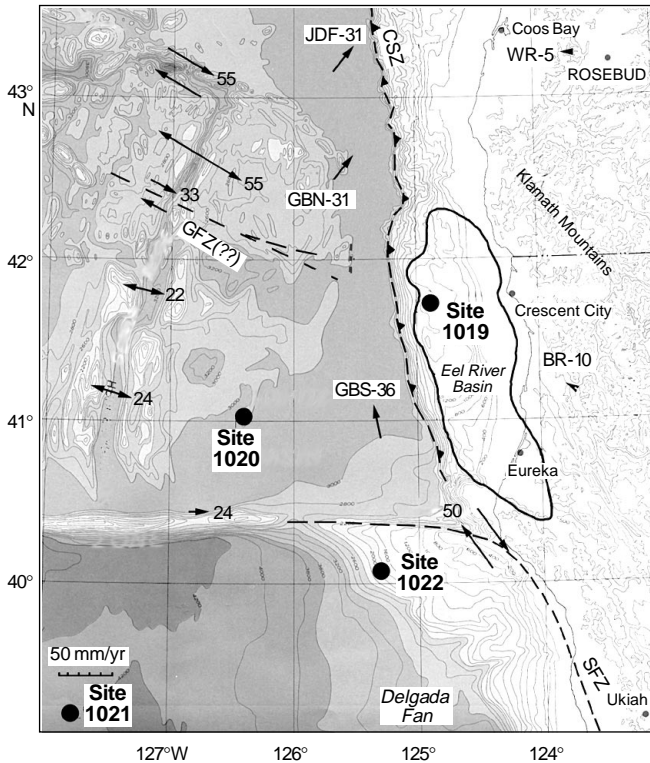 Coos Bay
JDF-31
CSZ
WR-5
ROSEBUD
55
43°
N
55
33
GBN-31
GFZ(??)
Klamath Mountains
42°
22
Site
1019
Crescent City
Eel River
Basin
BR-10
24
GBS-36
41°
Site
1020
Eureka
24
50
40°
Site
1022
50 mm/yr
Site
1021
Delgada
Fan
SFZ
Ukiah
127°W
126°
125°
124°